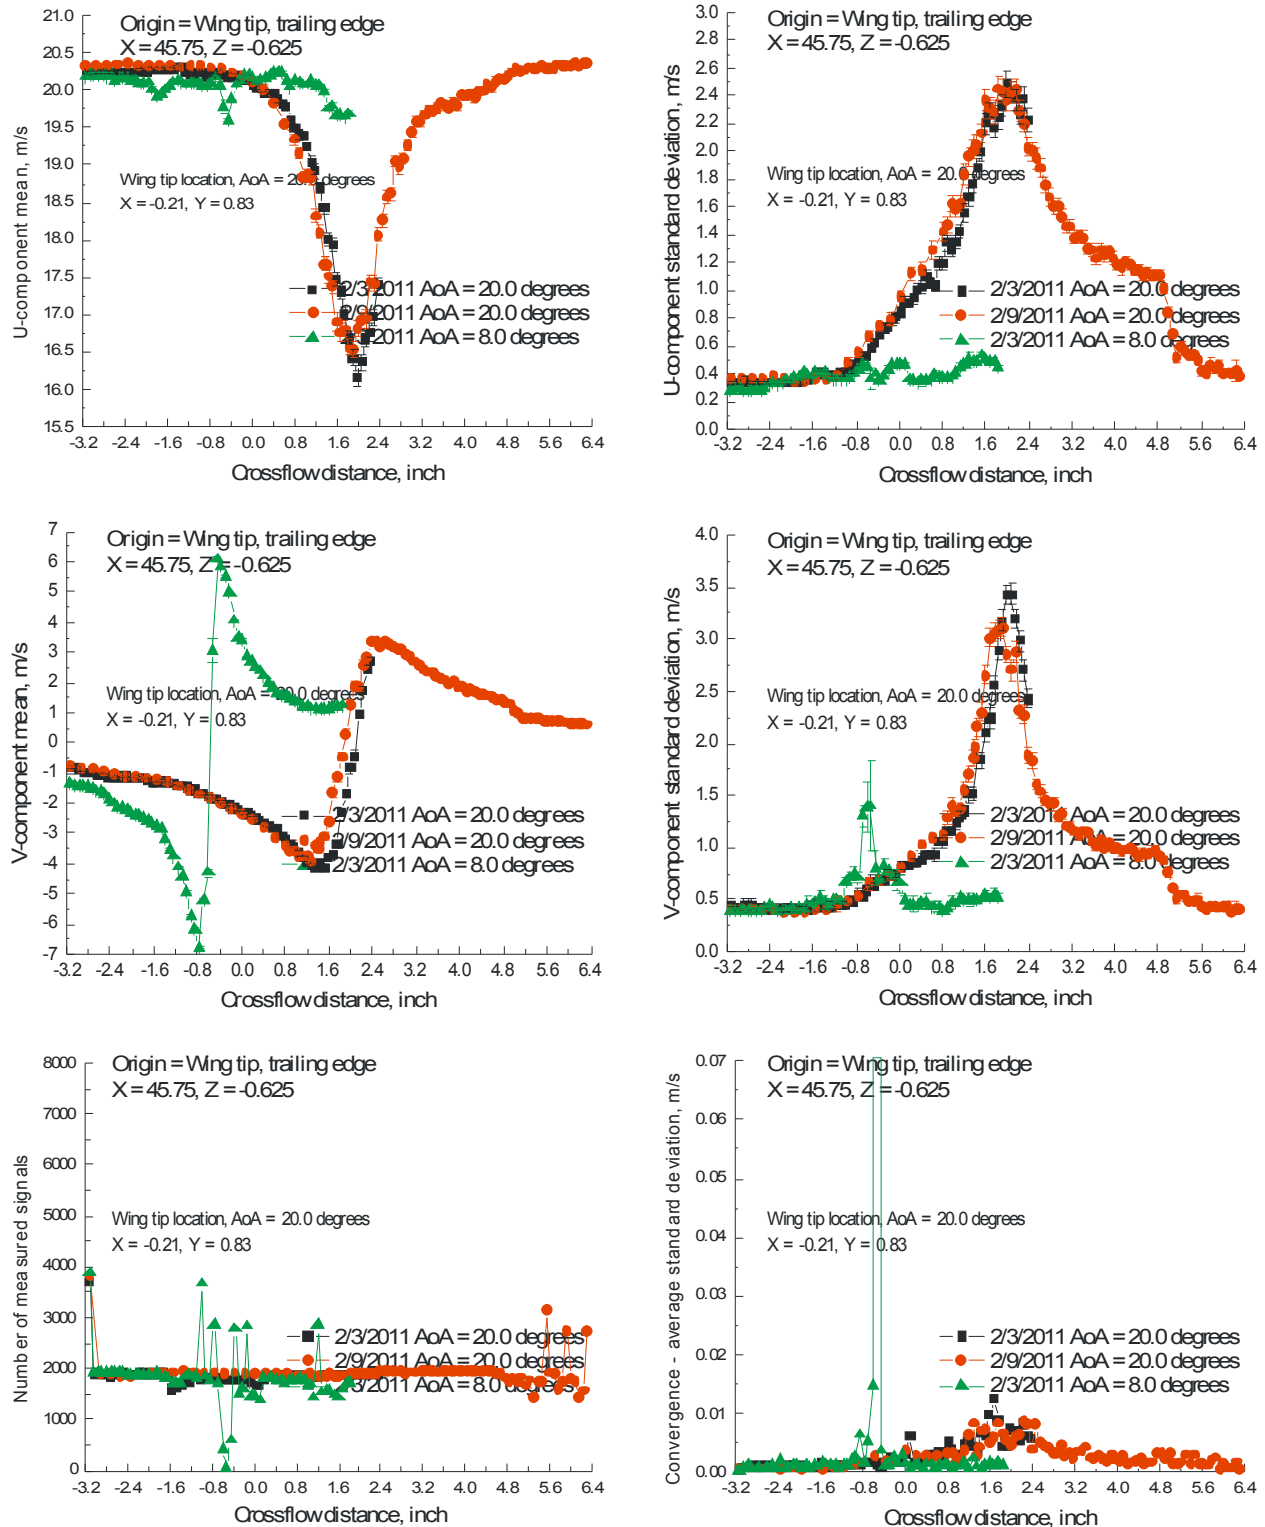 Origin = Wing tip, trailing edge
X = 45.75, Z = -0.625
21.0
20.5
20.0
19.5
19.0
18.5
18.0
17.5
17.0
16.5
16.0
15.5
U-component mean, m/s
Wing tip location, AoA = 20.0 degrees
X = -0.21, Y = 0.83
2/3/2011 AoA = 20.0 degrees
2/9/2011 AoA = 20.0 degrees
2/3/2011 AoA = 8.0 degrees
-3.2 -2.4 -1.6 -0.8 0.0 0.8 1.6 2.4 3.2 4.0 4.8 5.6 6.4
Crossflow distance, inch
Origin = Wing tip, trailing edge
X = 45.75, Z = -0.625
3.0
2.8
2.6
2.4
2.2
2.0
1.8
1.6
1.4
1.2
1.0
0.8
0.6
0.4
0.2
0.0
U-component standard deviation, m/s
Wing tip location, AoA = 20.0 degrees
X = -0.21, Y = 0.83
2/3/2011 AoA = 20.0 degrees
2/9/2011 AoA = 20.0 degrees
2/3/2011 AoA = 8.0 degrees
-3.2 -2.4 -1.6 -0.8 0.0 0.8 1.6 2.4 3.2 4.0 4.8 5.6 6.4
Crossflow distance, inch
Origin = Wing tip, trailing edge
X = 45.75, Z = -0.625
7
6
5
4
3
2
1
0
-1
-2
-3
-4
-5
-6
-7
V-component mean, m/s
Wing tip location, AoA = 20.0 degrees
X = -0.21, Y = 0.83
2/3/2011 AoA = 20.0 degrees
2/9/2011 AoA = 20.0 degrees
2/3/2011 AoA = 8.0 degrees
-3.2 -2.4 -1.6 -0.8 0.0 0.8 1.6 2.4 3.2 4.0 4.8 5.6 6.4
Crossflow distance, inch
Origin = Wing tip, trailing edge
X = 45.75, Z = -0.625
4.0
3.5
3.0
2.5
2.0
1.5
1.0
0.5
0.0
V-component standard deviation, m/s
Wing tip location, AoA = 20.0 degrees
X = -0.21, Y = 0.83
2/3/2011 AoA = 20.0 degrees
2/9/2011 AoA = 20.0 degrees
2/3/2011 AoA = 8.0 degrees
-3.2 -2.4 -1.6 -0.8 0.0 0.8 1.6 2.4 3.2 4.0 4.8 5.6 6.4
Crossflow distance, inch
Origin = Wing tip, trailing edge
X = 45.75, Z = -0.625
8000
7000
6000
5000
4000
3000
2000
1000
0
Number of measured signals
Wing tip location, AoA = 20.0 degrees
X = -0.21, Y = 0.83
2/3/2011 AoA = 20.0 degrees
2/9/2011 AoA = 20.0 degrees
2/3/2011 AoA = 8.0 degrees
-3.2 -2.4 -1.6 -0.8 0.0 0.8 1.6 2.4 3.2 4.0 4.8 5.6 6.4
Crossflow distance, inch
Origin = Wing tip, trailing edge
X = 45.75, Z = -0.625
0.07
0.06
0.05
0.04
0.03
0.02
0.01
0.00
Convergence - average standard deviation, m/s
Wing tip location, AoA = 20.0 degrees
X = -0.21, Y = 0.83
2/3/2011 AoA = 20.0 degrees
2/9/2011 AoA = 20.0 degrees
2/3/2011 AoA = 8.0 degrees
-3.2 -2.4 -1.6 -0.8 0.0 0.8 1.6 2.4 3.2 4.0 4.8 5.6 6.4
Crossflow distance, inch